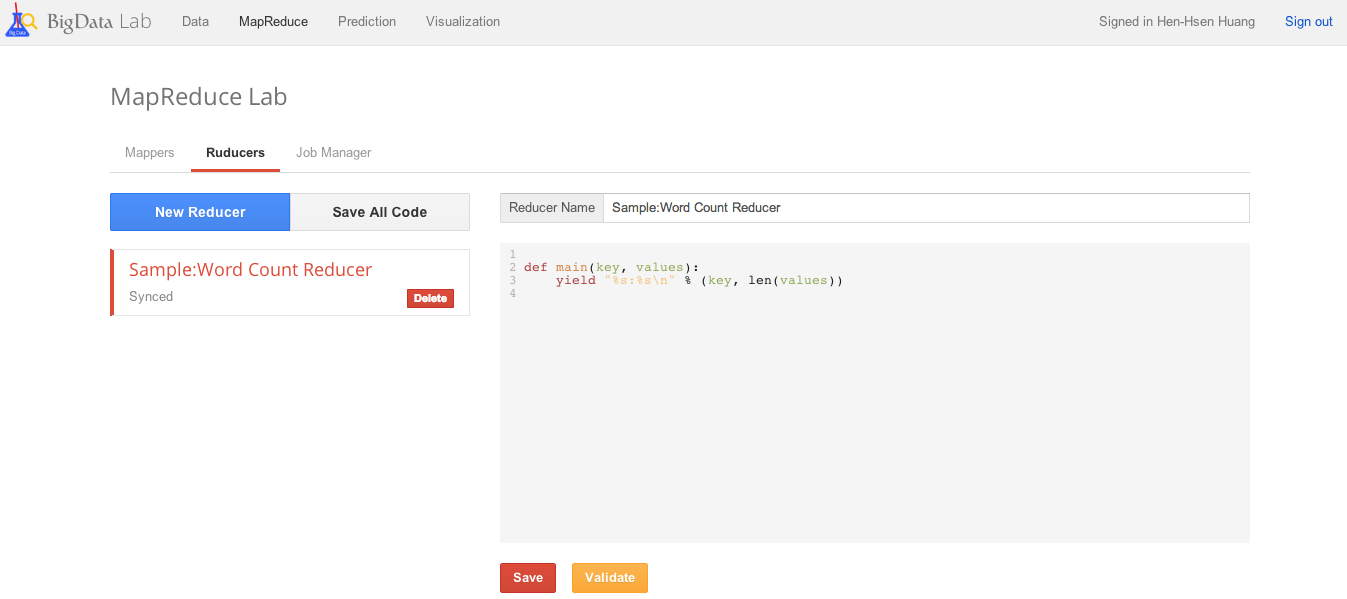 Big Data
BigData Lab Data MapReduce Prediction Visualization Signed in Hen-Hsen Huang Sign out
MapReduce Lab
Mappers Ruducers Job Manager
New Reducer Save All Code
Reducer Name Sample:Word Count Reducer
Sample:Word Count Reducer
Synced
Delete
1
2 def main(key, values):
3     yield "%s:%s\n" % (key, len(values))
4
Save Validate